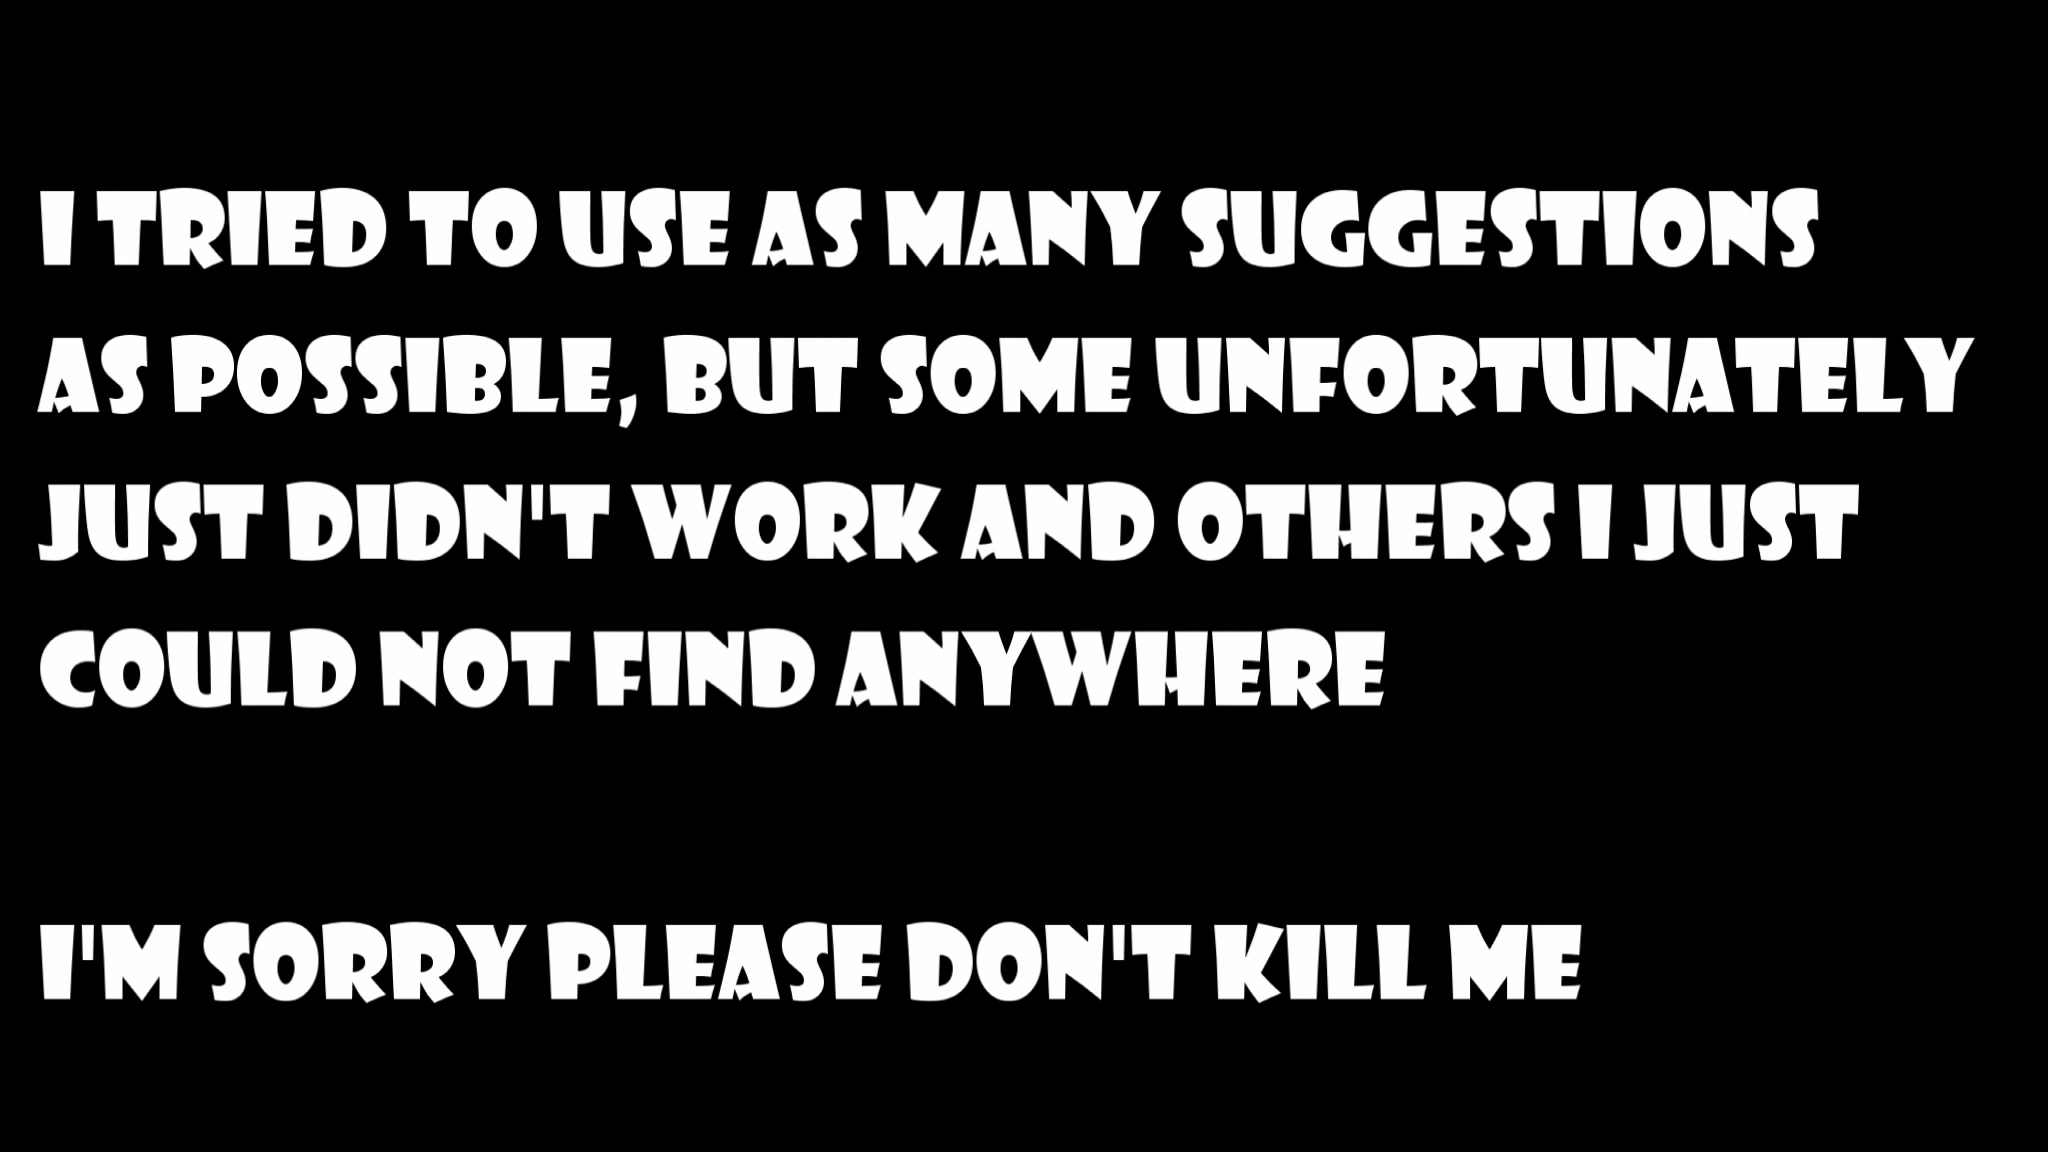 I TRIED TO USE AS MANY SUGGESTIONS
AS POSSIBLE, BUT SOME UNFORTUNATELY
JUST DIDN'T WORK AND OTHERS I JUST
COULD NOT FIND ANYWHERE
I'M SORRY PLEASE DON'T KILL ME